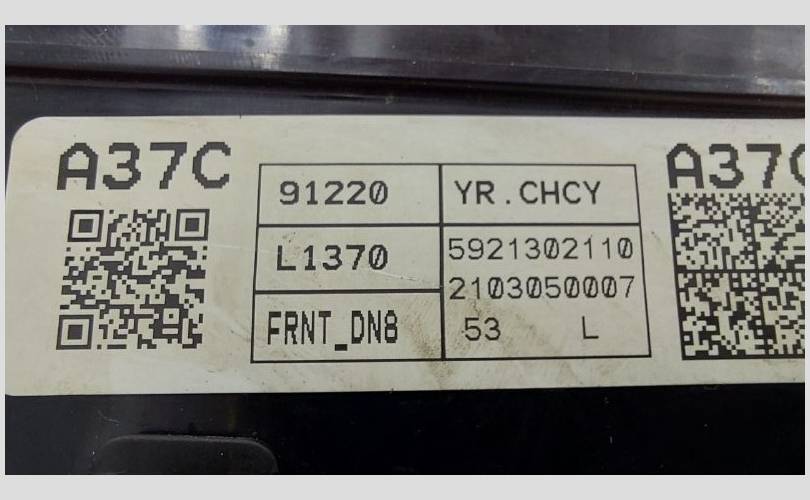 A37C
91220
YR.CHCY
A37C
L1370
5921302110
2103050007
FRNT_DN8
53 L